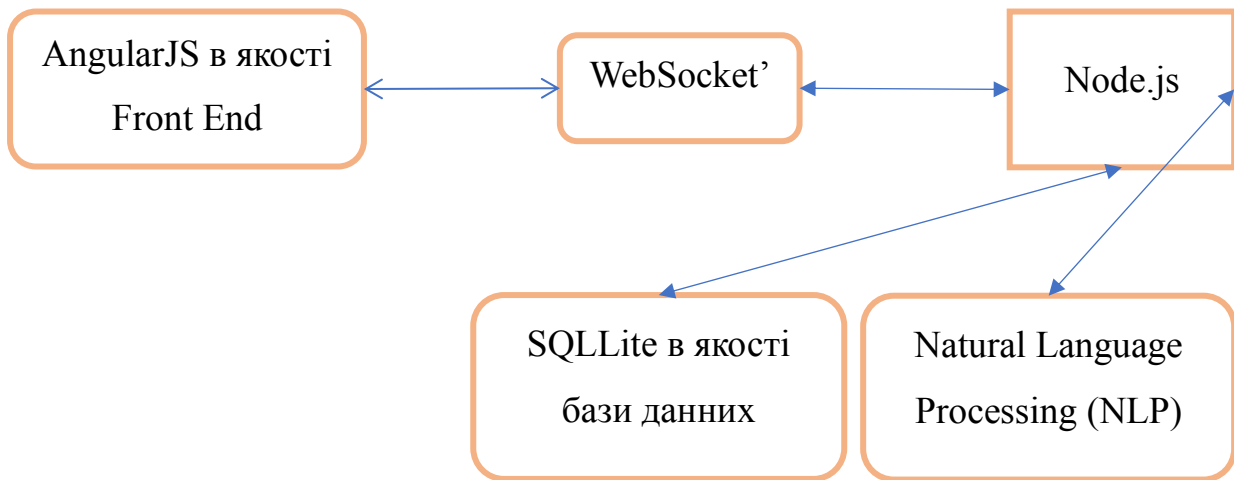 AngularJS в якості
Front End
WebSocket’
Node.js
SQLLite в якості
бази данних
Natural Language
Processing (NLP)